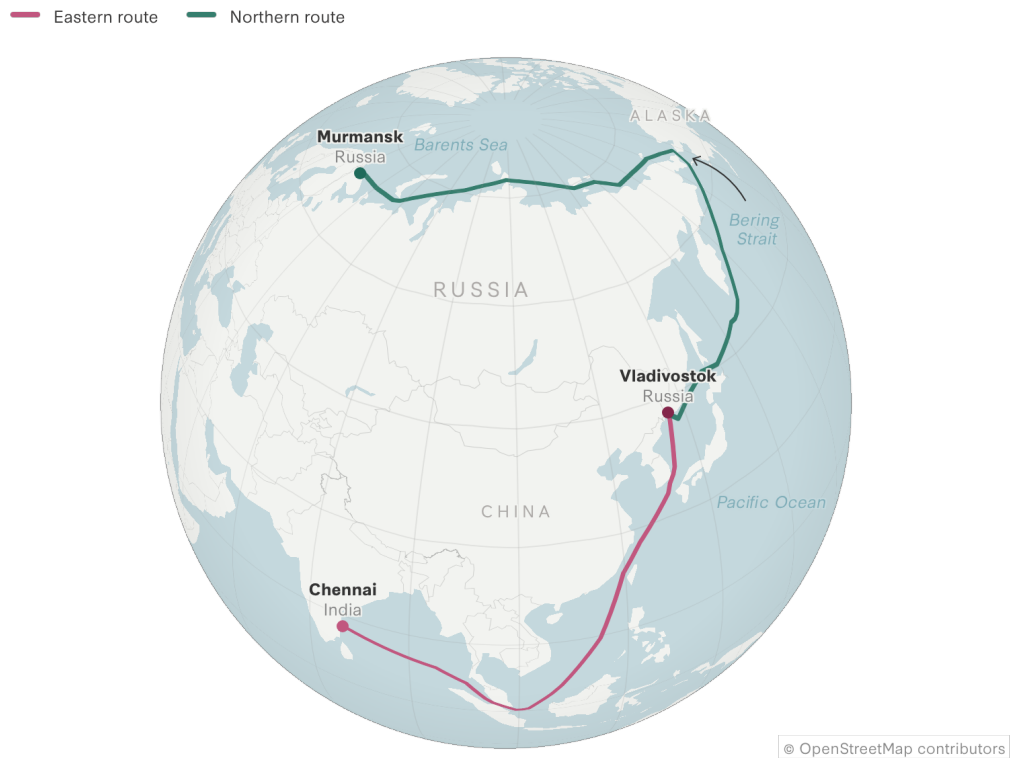 Eastern route
Northern route
ALASKA
Murmansk
Russia
Barents Sea
Bering
Strait
RUSSIA
Vladivostok
Russia
Pacific Ocean
CHINA
Chennai
India
© OpenStreetMap contributors